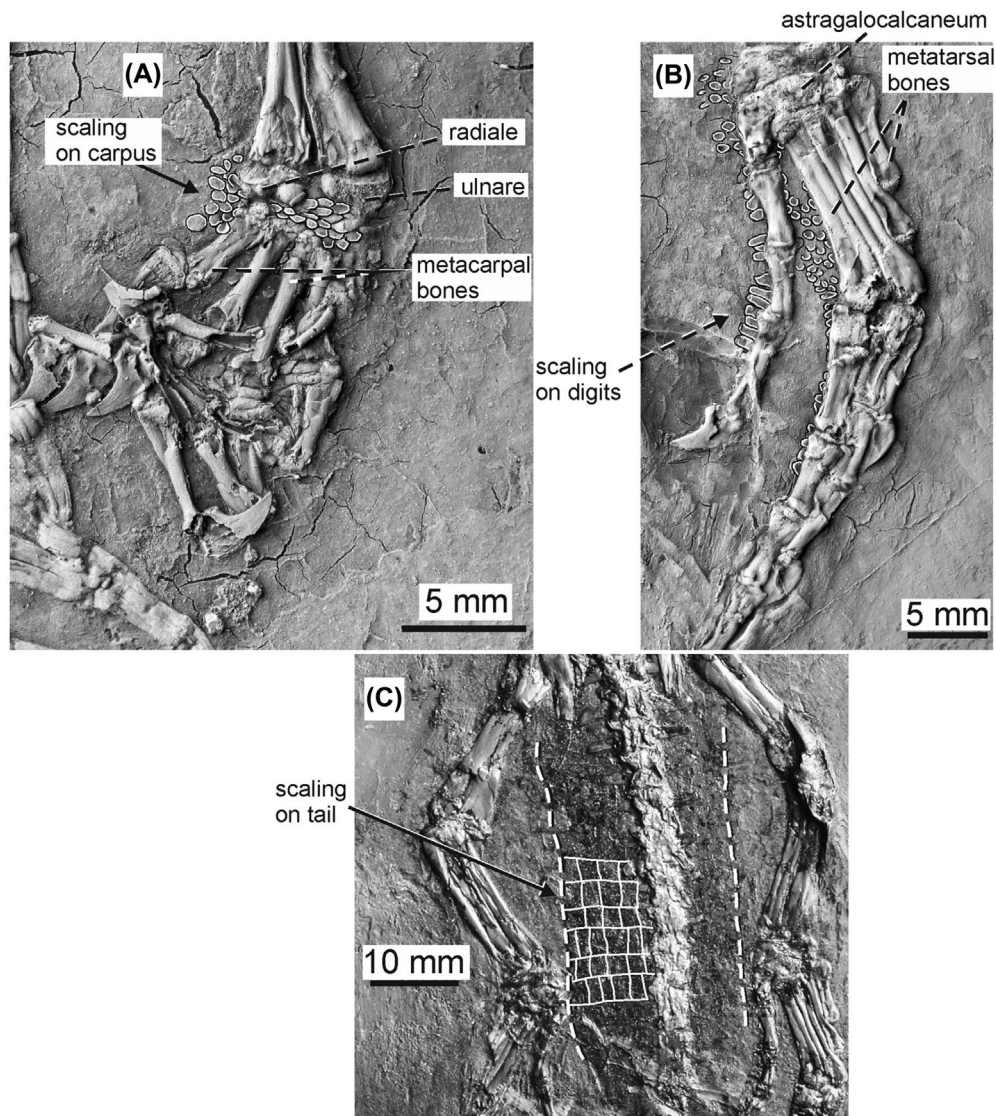 (A)
scaling
on carpus
radiale
ulnare
metacarpal
bones
5 mm
astragalocalcaneum
(B)
metatarsal
bones
scaling
on digits
5 mm
(C)
scaling
on tail
10 mm